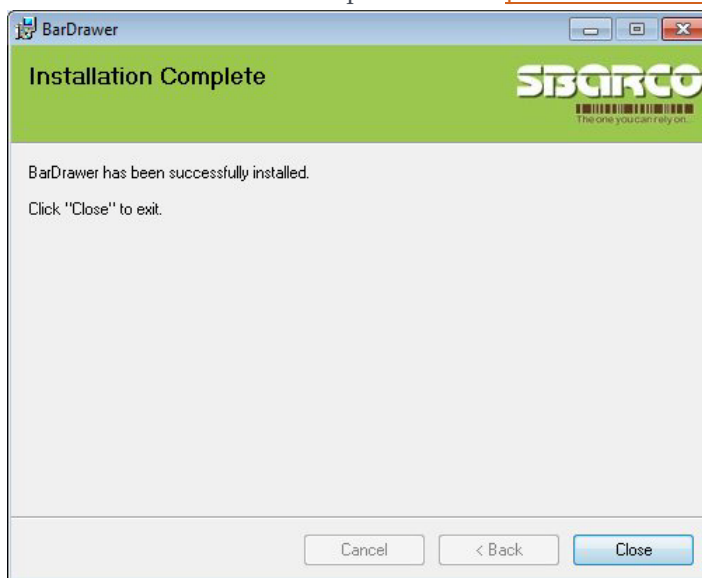 BarDrawer
Installation Complete
SBARCO
The one you can rely on...
BarDrawer has been successfully installed.
Click "Close" to exit.
Cancel
< Back
Close